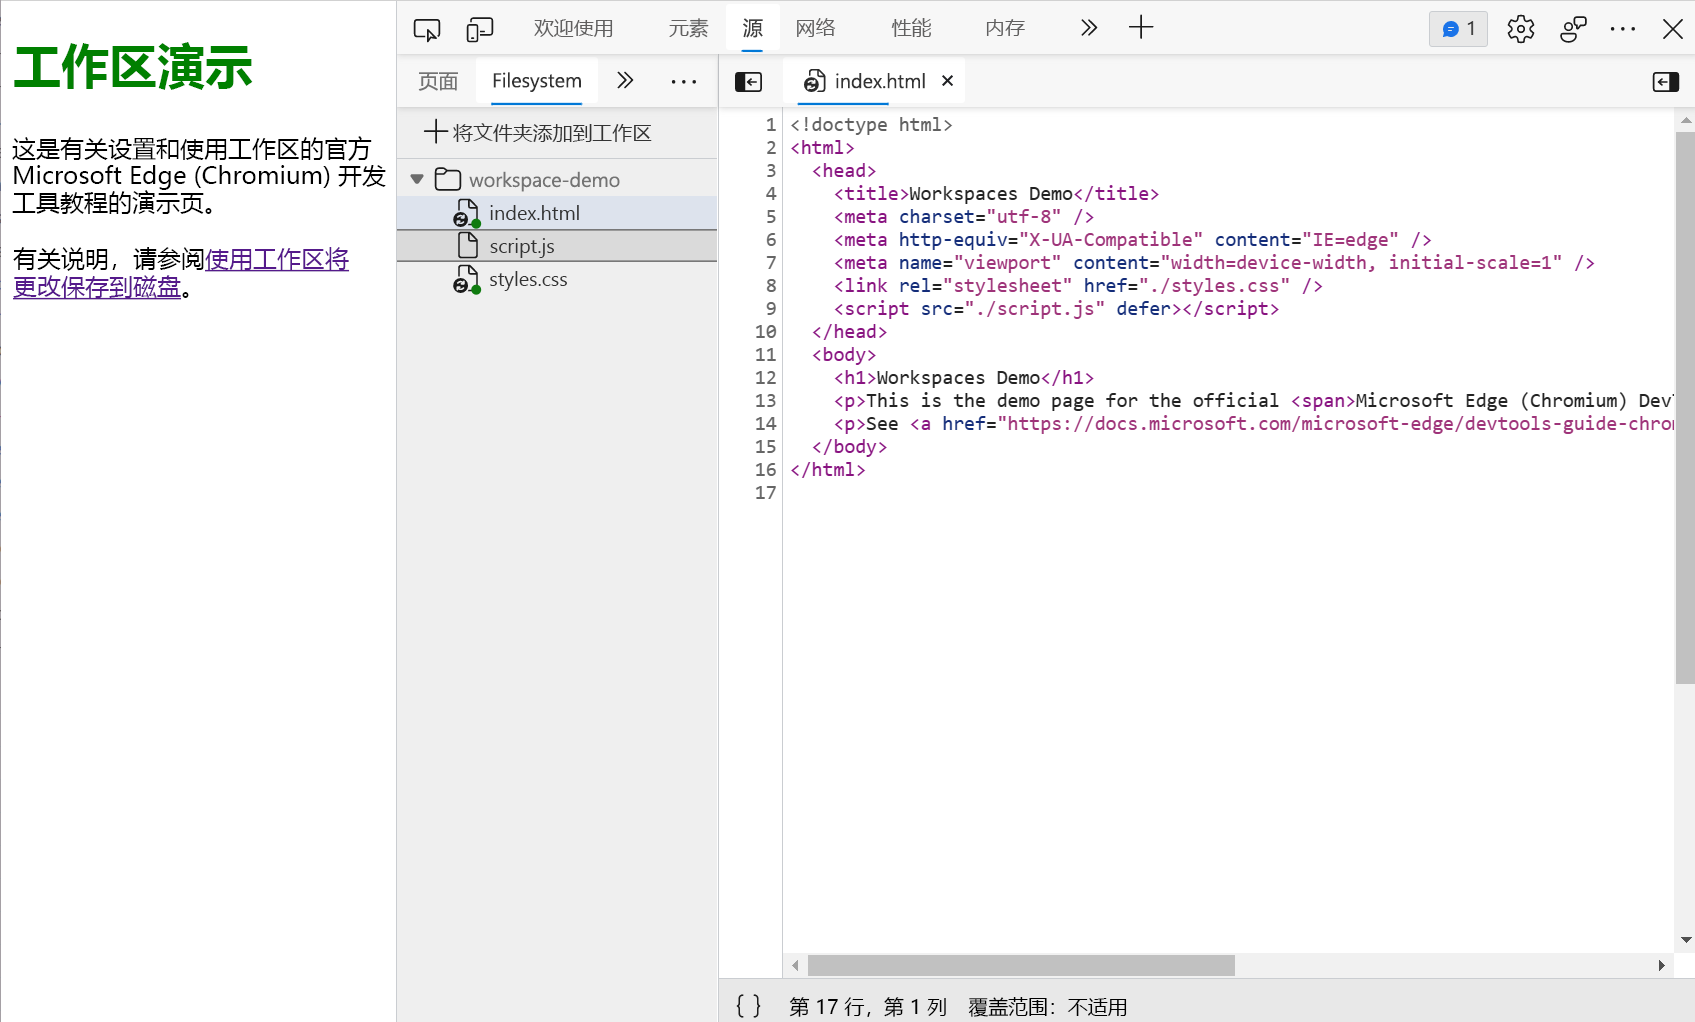 工作区演示
这是有关设置和使用工作区的官方
Microsoft Edge (Chromium) 开发
工具教程的演示页。
有关说明，请参阅使用工作区将
更改保存到磁盘。
欢迎使用 元素 源 网络 性能 内存 1
页面 Filesystem
将文件夹添加到工作区
workspace-demo
index.html
script.js
styles.css
index.html
1 <!doctype html>
2 <html>
3 <head>
4 <title>Workspaces Demo</title>
5 <meta charset="utf-8" />
6 <meta http-equiv="X-UA-Compatible" content="IE=edge" />
7 <meta name="viewport" content="width=device-width, initial-scale=1" />
8 <link rel="stylesheet" href="./styles.css" />
9 <script src="./script.js" defer></script>
10 </head>
11 <body>
12 <h1>Workspaces Demo</h1>
13 <p>This is the demo page for the official <span>Microsoft Edge (Chromium) Dev
14 <p>See <a href="https://docs.microsoft.com/microsoft-edge/devtools-guide-chro
15 </body>
16 </html>
17
{ } 第 17 行，第 1 列 覆盖范围：不适用